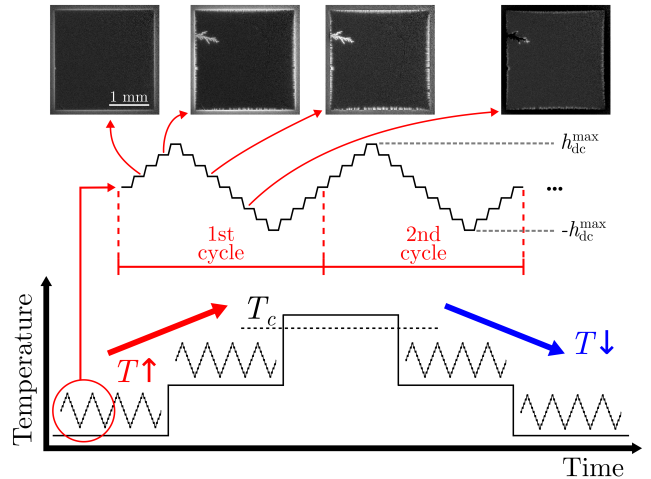 1 mm
h_dc^max
-h_dc^max
...
1st
cycle
2nd
cycle
T_c
T↑
T↓
Temperature
Time